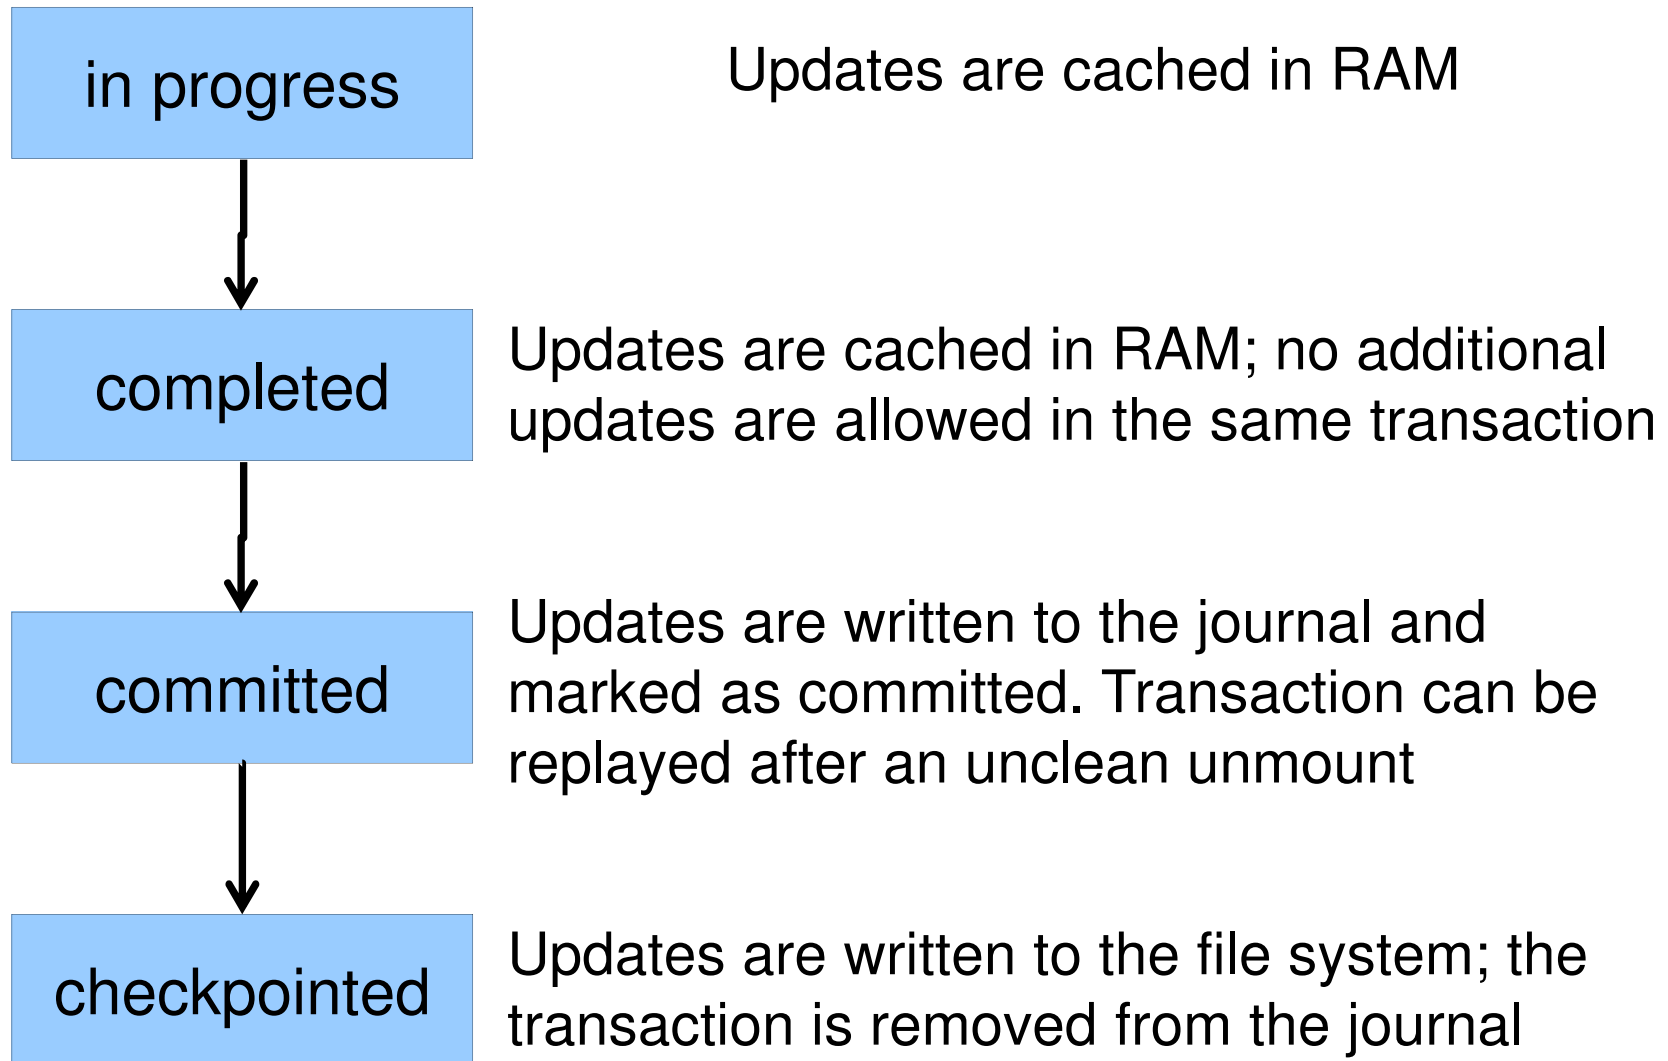 in progress
Updates are cached in RAM
completed
Updates are cached in RAM; no additional
updates are allowed in the same transaction
committed
Updates are written to the journal and
marked as committed. Transaction can be
replayed after an unclean unmount
checkpointed
Updates are written to the file system; the
transaction is removed from the journal